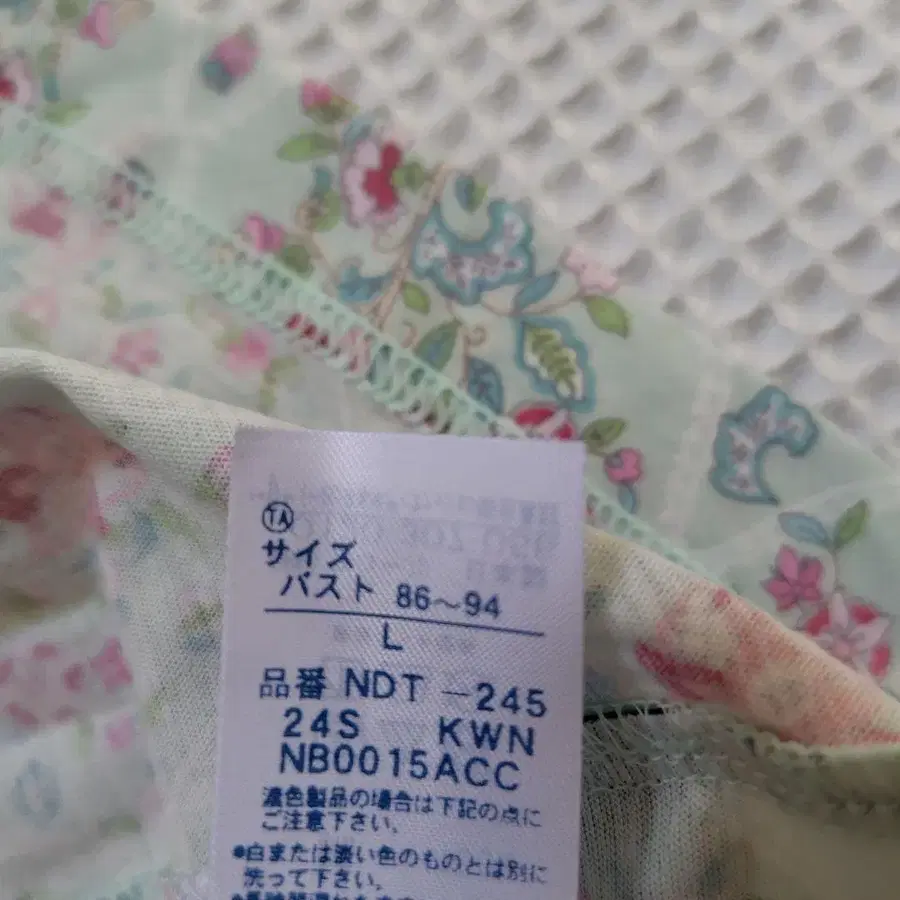 TA
サイズ
バスト 86～94
L
品番 NDT-245
24S KWN
NB0015ACC
濃色製品の場合は下記の点に
ご注意下さい。
●白または淡い色のものとは別に
洗って下さい。